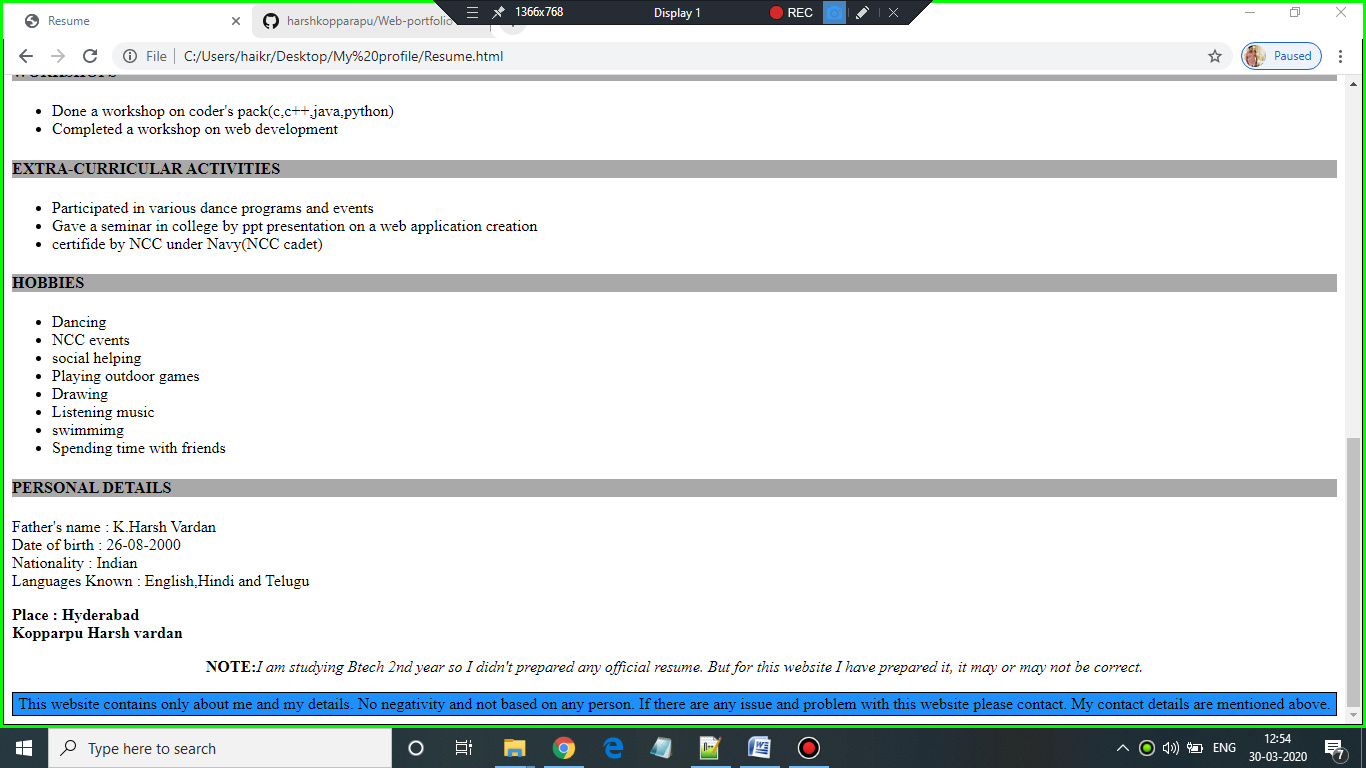 1366x768 Display 1 REC
Resume
harshkopparapu/Web-portfolio
File C:/Users/haikr/Desktop/My%20profile/Resume.html Paused
WORKSHOPS
Done a workshop on coder's pack(c,c++,java,python)
Completed a workshop on web development
EXTRA-CURRICULAR ACTIVITIES
Participated in various dance programs and events
Gave a seminar in college by ppt presentation on a web application creation
certifide by NCC under Navy(NCC cadet)
HOBBIES
Dancing
NCC events
social helping
Playing outdoor games
Drawing
Listening music
swimmimg
Spending time with friends
PERSONAL DETAILS
Father's name : K.Harsh Vardan
Date of birth : 26-08-2000
Nationality : Indian
Languages Known : English,Hindi and Telugu
Place : Hyderabad
Kopparpu Harsh vardan
NOTE:I am studying Btech 2nd year so I didn't prepared any official resume. But for this website I have prepared it, it may or may not be correct.
This website contains only about me and my details. No negativity and not based on any person. If there are any issue and problem with this website please contact. My contact details are mentioned above.
Type here to search
ENG
12:54
30-03-2020
7